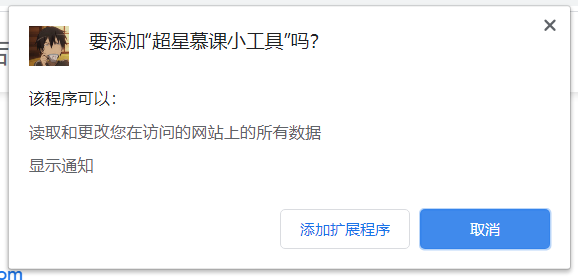 要添加“超星慕课小工具”吗？
该程序可以：
读取和更改您在访问的网站上的所有数据
显示通知
添加扩展程序
取消
om